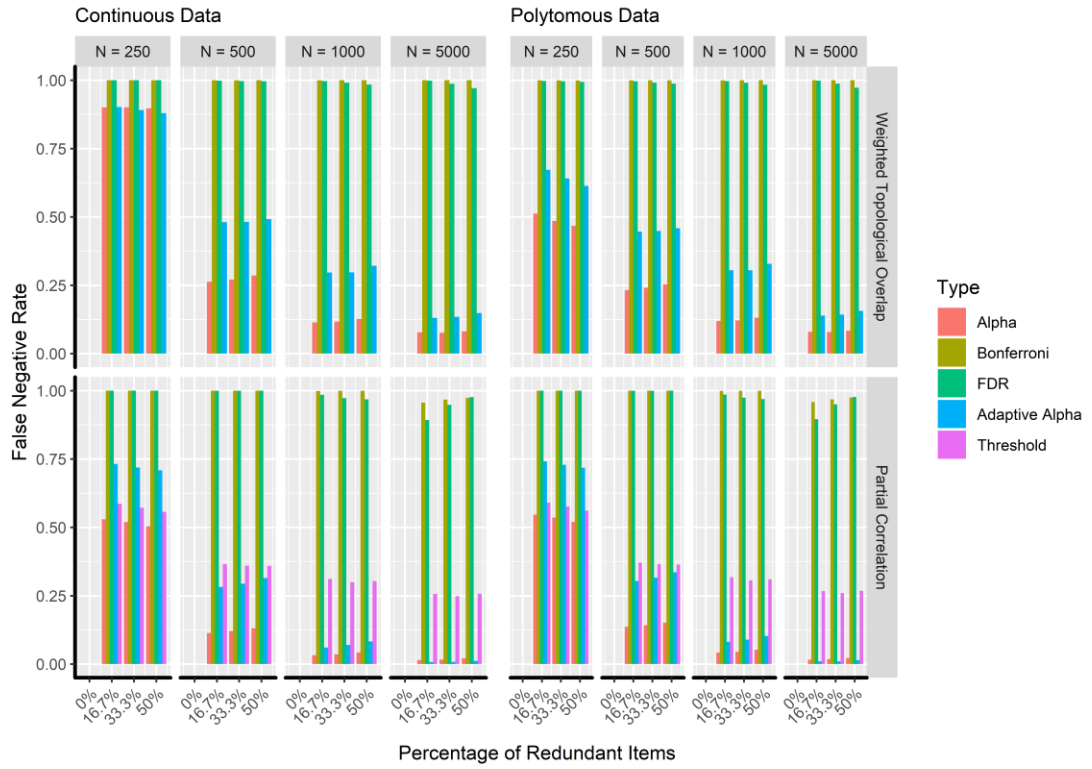 Continuous Data
Polytomous Data
N = 250
N = 500
N = 1000
N = 5000
N = 250
N = 500
N = 1000
N = 5000
1.00
0.75
0.50
0.25
0.00
Weighted Topological Overlap
1.00
0.75
0.50
0.25
0.00
Partial Correlation
False Negative Rate
0%
16.7%
33.3%
50%
0%
16.7%
33.3%
50%
0%
16.7%
33.3%
50%
0%
16.7%
33.3%
50%
0%
16.7%
33.3%
50%
0%
16.7%
33.3%
50%
0%
16.7%
33.3%
50%
0%
16.7%
33.3%
50%
Percentage of Redundant Items
Type
Alpha
Bonferroni
FDR
Adaptive Alpha
Threshold